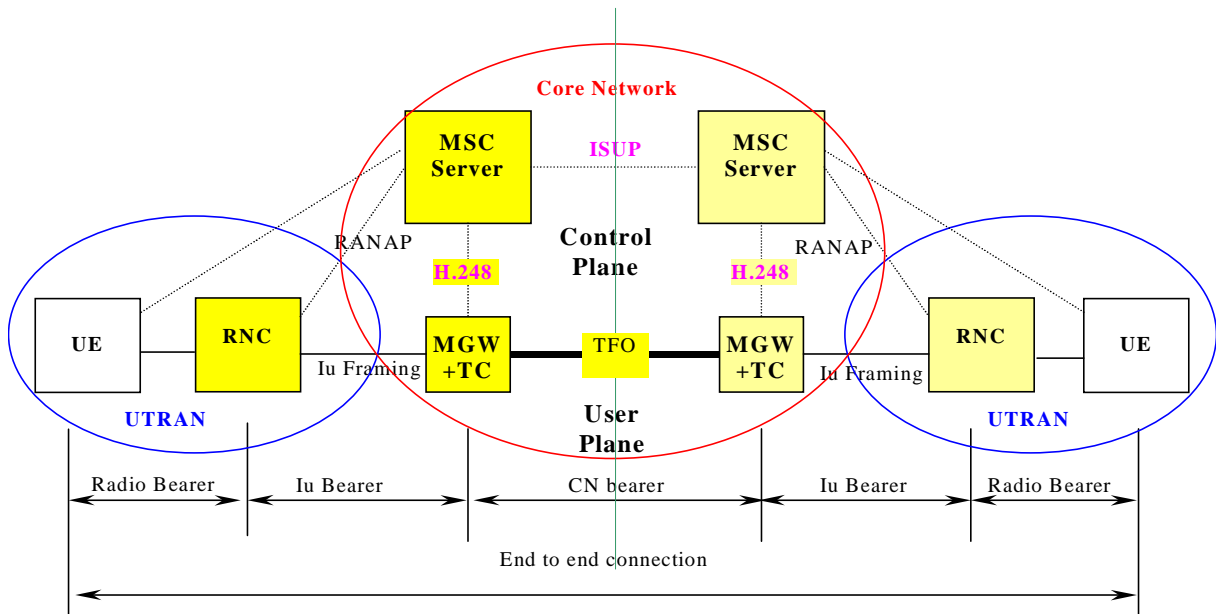 Core Network
MSC
Server
ISUP
MSC
Server
RANAP
Control
Plane
RANAP
H.248
H.248
UE
RNC
Iu Framing
MGW
+TC
TFO
MGW
+TC
Iu Framing
RNC
UE
UTRAN
User
Plane
UTRAN
Radio Bearer
Iu Bearer
CN bearer
Iu Bearer
Radio Bearer
End to end connection